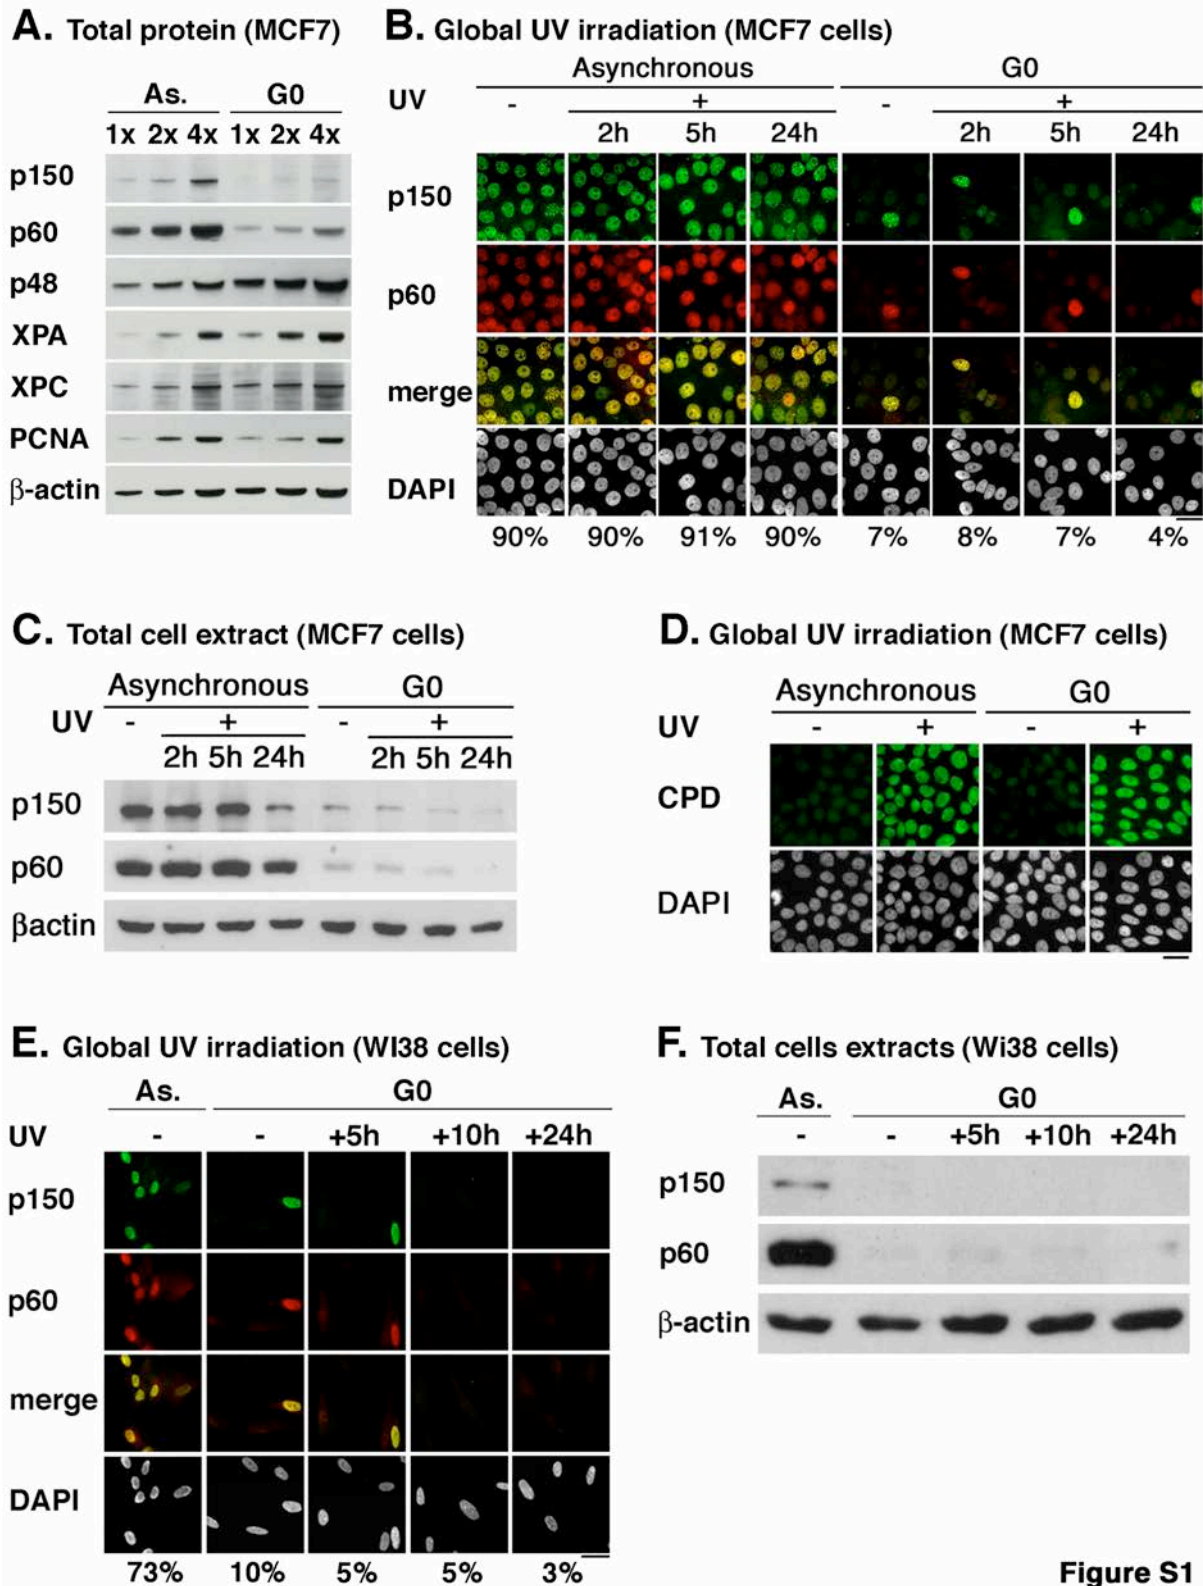 A. Total protein (MCF7)
As. G0
1x 2x 4x 1x 2x 4x
p150
p60
p48
XPA
XPC
PCNA
β-actin
B. Global UV irradiation (MCF7 cells)
Asynchronous G0
UV - + - +
2h 5h 24h 2h 5h 24h
p150
p60
merge
DAPI
90% 90% 91% 90% 7% 8% 7% 4%
C. Total cell extract (MCF7 cells)
Asynchronous G0
UV - + - +
2h 5h 24h 2h 5h 24h
p150
p60
βactin
D. Global UV irradiation (MCF7 cells)
Asynchronous G0
UV - + - +
CPD
DAPI
E. Global UV irradiation (WI38 cells)
As. G0
UV - - +5h +10h +24h
p150
p60
merge
DAPI
73% 10% 5% 5% 3%
F. Total cells extracts (Wi38 cells)
As. G0
- - +5h +10h +24h
p150
p60
β-actin
Figure S1